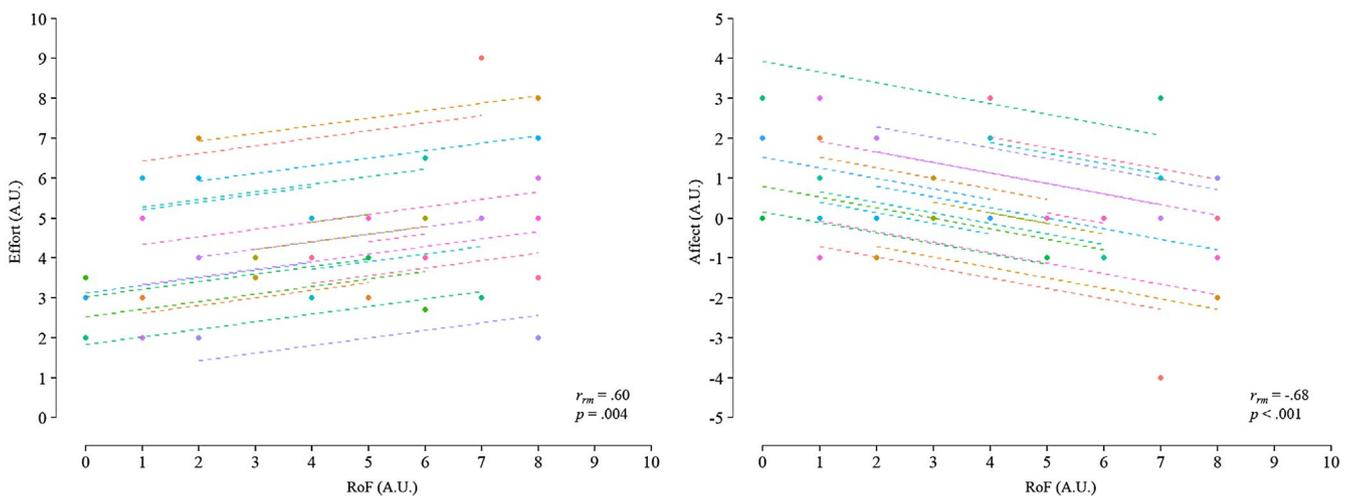 10
9
8
7
6
5
4
3
2
1
0
Effort (A.U.)
r_rm = .60
p = .004
0 1 2 3 4 5 6 7 8 9 10
RoF (A.U.)
5
4
3
2
1
0
-1
-2
-3
-4
-5
Affect (A.U.)
r_rm = -.68
p < .001
0 1 2 3 4 5 6 7 8 9 10
RoF (A.U.)